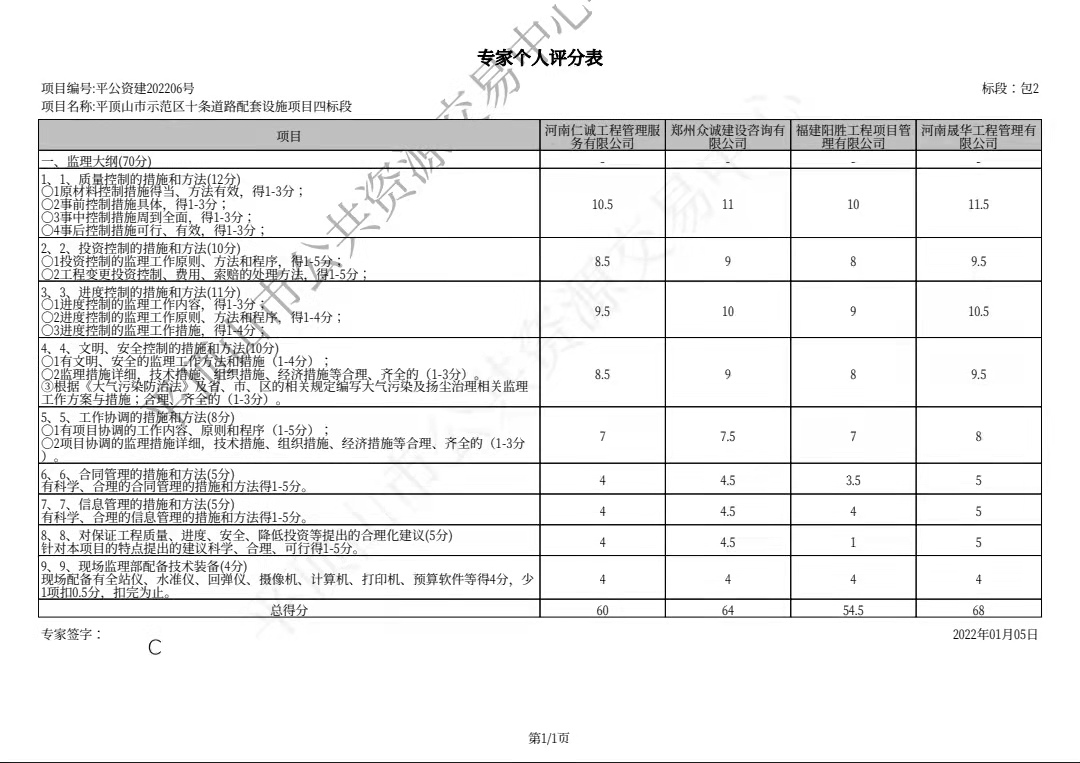 专家个人评分表
项目编号:平公资建202206号
标段：包2
项目名称:平顶山市示范区十条道路配套设施项目四标段
项目
河南仁诚工程管理服务有限公司
郑州众诚建设咨询有限公司
福建阳胜工程项目管理有限公司
河南晟华工程管理有限公司
一、监理大纲(70分)
-
-
-
-
1、1、质量控制的措施和方法(12分)
○1原材料控制措施得当、方法有效，得1-3分；
○2事前控制措施具体，得1-3分；
○3事中控制措施周到全面，得1-3分；
○4事后控制措施可行、有效，得1-3分；
10.5
11
10
11.5
2、2、投资控制的措施和方法(10分)
○1投资控制的监理工作原则、方法和程序，得1-5分；
○2工程变更投资控制、费用、索赔的处理方法，得1-5分；
8.5
9
8
9.5
3、3、进度控制的措施和方法(11分)
○1进度控制的监理工作内容，得1-3分；
○2进度控制的监理工作原则、方法和程序，得1-4分；
○3进度控制的监理工作措施，得1-4分；
9.5
10
9
10.5
4、4、文明、安全控制的措施和方法(10分)
○1有文明、安全的监理工作方法和措施（1-4分）；
○2监理措施详细，技术措施、组织措施、经济措施等合理、齐全的（1-3分）。
③根据《大气污染防治法》及省、市、区的相关规定编写大气污染及扬尘治理相关监理
工作方案与措施；合理、齐全的（1-3分）。
8.5
9
8
9.5
5、5、工作协调的措施和方法(8分)
○1有项目协调的工作内容、原则和程序（1-5分）；
○2项目协调的监理措施详细，技术措施、组织措施、经济措施等合理、齐全的（1-3分
）。
7
7.5
7
8
6、6、合同管理的措施和方法(5分)
有科学、合理的合同管理的措施和方法得1-5分。
4
4.5
3.5
5
7、7、信息管理的措施和方法(5分)
有科学、合理的信息管理的措施和方法得1-5分。
4
4.5
4
5
8、8、对保证工程质量、进度、安全、降低投资等提出的合理化建议(5分)
针对本项目的特点提出的建议科学、合理、可行得1-5分。
4
4.5
1
5
9、9、现场监理部配备技术装备(4分)
现场配备有全站仪、水准仪、回弹仪、摄像机、计算机、打印机、预算软件等得4分，少
1项扣0.5分，扣完为止。
4
4
4
4
总得分
60
64
54.5
68
专家签字：
C
2022年01月05日
第1/1页
平顶山市公共资源交易中心
平顶山市公共资源交易中心